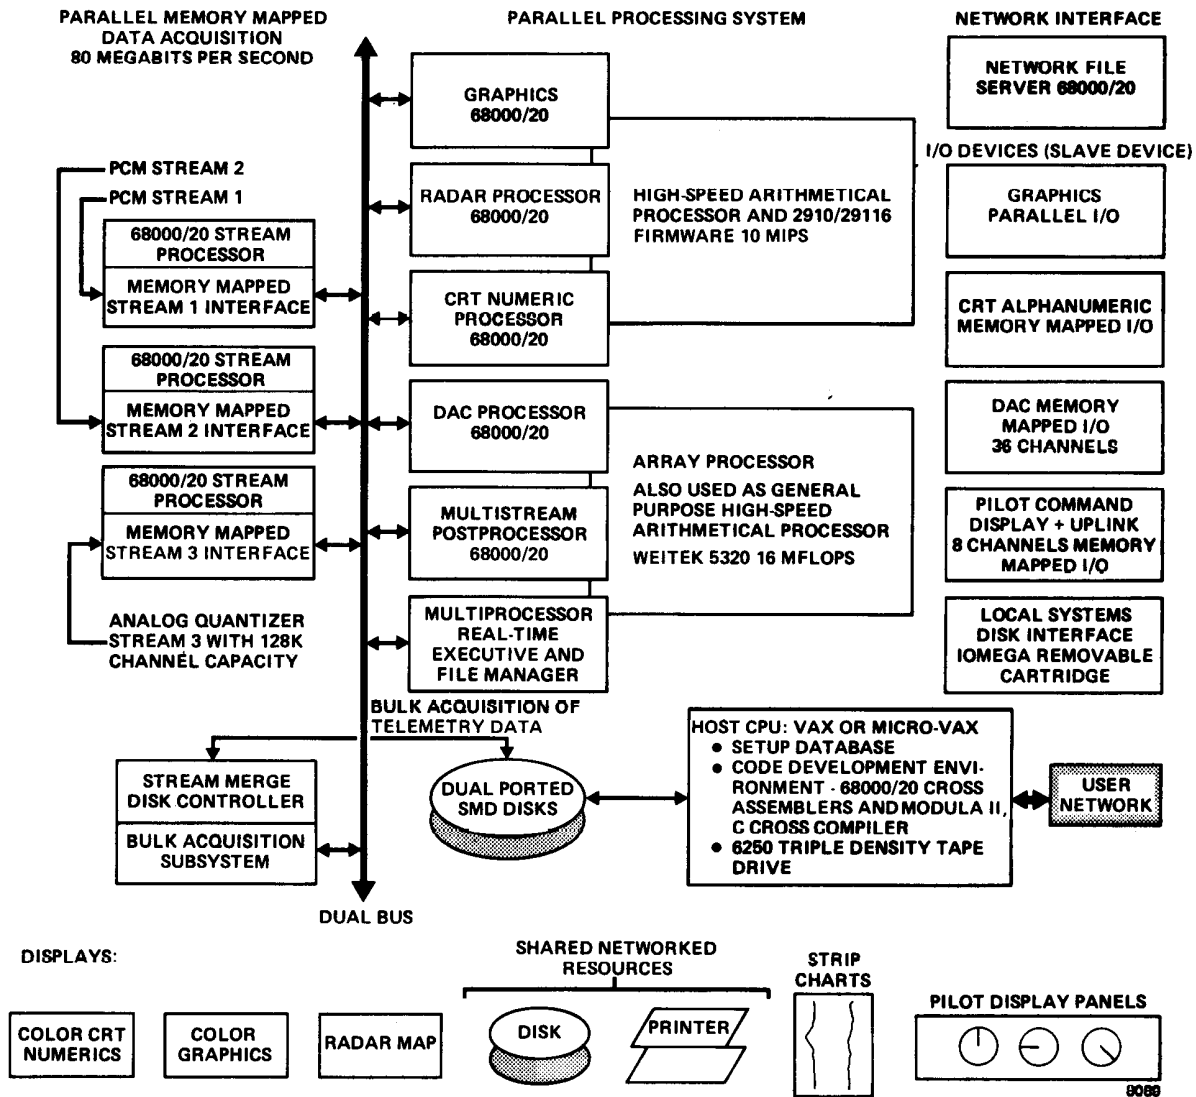 PARALLEL MEMORY MAPPED
DATA ACQUISITION
80 MEGABITS PER SECOND
PARALLEL PROCESSING SYSTEM
NETWORK INTERFACE
PCM STREAM 2
PCM STREAM 1
68000/20 STREAM
PROCESSOR
MEMORY MAPPED
STREAM 1 INTERFACE
68000/20 STREAM
PROCESSOR
MEMORY MAPPED
STREAM 2 INTERFACE
68000/20 STREAM
PROCESSOR
MEMORY MAPPED
STREAM 3 INTERFACE
ANALOG QUANTIZER
STREAM 3 WITH 128K
CHANNEL CAPACITY
GRAPHICS
68000/20
RADAR PROCESSOR
68000/20
CRT NUMERIC
PROCESSOR
68000/20
DAC PROCESSOR
68000/20
MULTISTREAM
POSTPROCESSOR
68000/20
MULTIPROCESSOR
REAL-TIME
EXECUTIVE AND
FILE MANAGER
HIGH-SPEED ARITHMETICAL
PROCESSOR AND 2910/29116
FIRMWARE 10 MIPS
ARRAY PROCESSOR
ALSO USED AS GENERAL
PURPOSE HIGH-SPEED
ARITHMETICAL PROCESSOR
WEITEK 5320 16 MFLOPS
NETWORK FILE
SERVER 68000/20
I/O DEVICES (SLAVE DEVICE)
GRAPHICS
PARALLEL I/O
CRT ALPHANUMERIC
MEMORY MAPPED I/O
DAC MEMORY
MAPPED I/O
36 CHANNELS
PILOT COMMAND
DISPLAY + UPLINK
8 CHANNELS MEMORY
MAPPED I/O
LOCAL SYSTEMS
DISK INTERFACE
IOMEGA REMOVABLE
CARTRIDGE
BULK ACQUISITION OF
TELEMETRY DATA
STREAM MERGE
DISK CONTROLLER
BULK ACQUISITION
SUBSYSTEM
DUAL PORTED
SMD DISKS
HOST CPU: VAX OR MICRO-VAX
● SETUP DATABASE
● CODE DEVELOPMENT ENVI-
RONMENT - 68000/20 CROSS
ASSEMBLERS AND MODULA II,
C CROSS COMPILER
● 6250 TRIPLE DENSITY TAPE
DRIVE
USER
NETWORK
DUAL BUS
DISPLAYS:
COLOR CRT
NUMERICS
COLOR
GRAPHICS
RADAR MAP
SHARED NETWORKED
RESOURCES
DISK
PRINTER
STRIP
CHARTS
PILOT DISPLAY PANELS